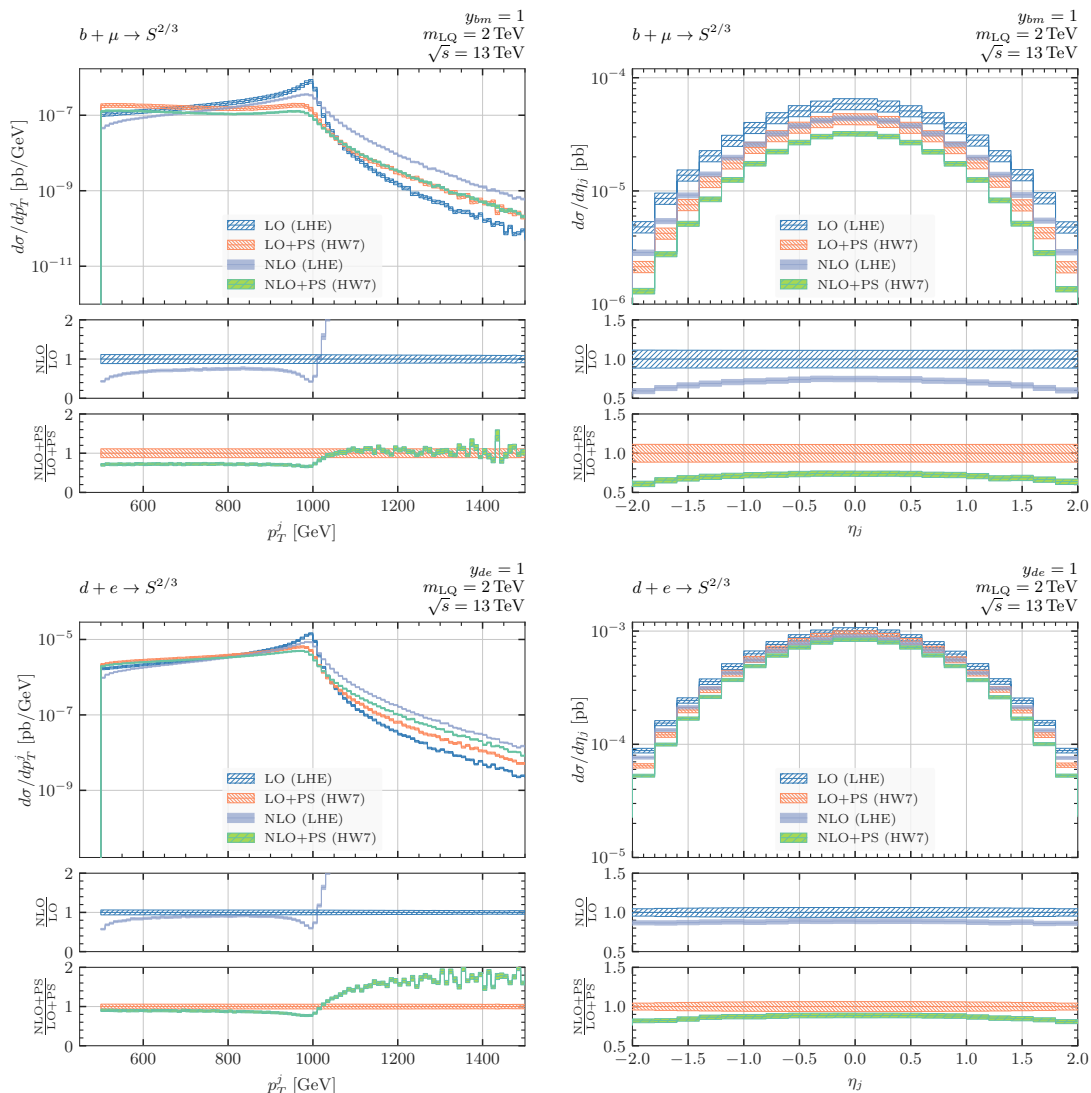 b + μ → S^{2/3}
y_{bm} = 1
m_{LQ} = 2 TeV
√s = 13 TeV
10^{-7}
10^{-9}
10^{-11}
dσ/dp_T^j [pb/GeV]
LO (LHE)
LO+PS (HW7)
NLO (LHE)
NLO+PS (HW7)
2
1
0
NLO
LO
2
1
0
NLO+PS
LO+PS
600 800 1000 1200 1400
p_T^j [GeV]
b + μ → S^{2/3}
y_{bm} = 1
m_{LQ} = 2 TeV
√s = 13 TeV
10^{-4}
10^{-5}
10^{-6}
dσ/dη_j [pb]
LO (LHE)
LO+PS (HW7)
NLO (LHE)
NLO+PS (HW7)
1.5
1.0
0.5
NLO
LO
1.5
1.0
0.5
NLO+PS
LO+PS
−2.0 −1.5 −1.0 −0.5 0.0 0.5 1.0 1.5 2.0
η_j
d + e → S^{2/3}
y_{de} = 1
m_{LQ} = 2 TeV
√s = 13 TeV
10^{-5}
10^{-7}
10^{-9}
dσ/dp_T^j [pb/GeV]
LO (LHE)
LO+PS (HW7)
NLO (LHE)
NLO+PS (HW7)
2
1
0
NLO
LO
2
1
0
NLO+PS
LO+PS
600 800 1000 1200 1400
p_T^j [GeV]
d + e → S^{2/3}
y_{de} = 1
m_{LQ} = 2 TeV
√s = 13 TeV
10^{-3}
10^{-4}
10^{-5}
dσ/dη_j [pb]
LO (LHE)
LO+PS (HW7)
NLO (LHE)
NLO+PS (HW7)
1.5
1.0
0.5
NLO
LO
1.5
1.0
0.5
NLO+PS
LO+PS
−2.0 −1.5 −1.0 −0.5 0.0 0.5 1.0 1.5 2.0
η_j